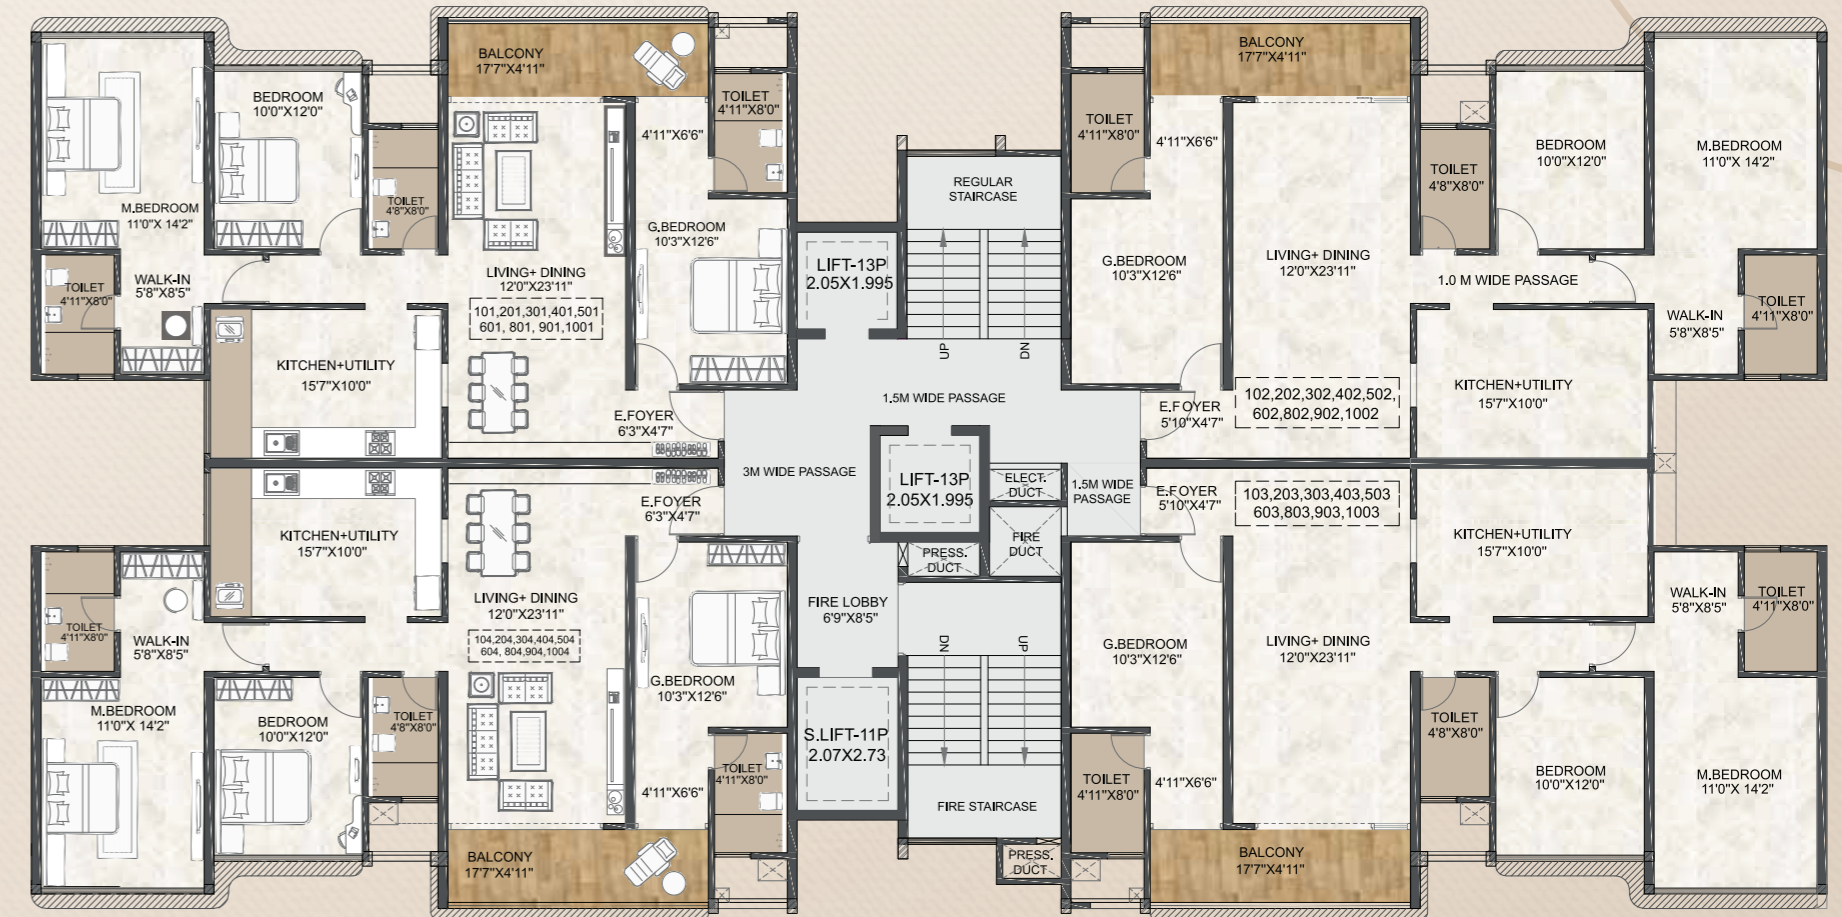 BALCONY
17'7"X4'11"
BEDROOM
10'0"X12'0"
TOILET
4'11"X8'0"
4'11"X6'6"
M.BEDROOM
11'0"X 14'2"
TOILET
4'8"X8'0"
G.BEDROOM
10'3"X12'6"
WALK-IN
5'8"X8'5"
TOILET
4'11"X8'0"
LIVING+ DINING
12'0"X23'11"
101,201,301,401,501
601, 801, 901,1001
KITCHEN+UTILITY
15'7"X10'0"
E.FOYER
6'3"X4'7"
REGULAR
STAIRCASE
LIFT-13P
2.05X1.995
UP
DN
1.5M WIDE PASSAGE
3M WIDE PASSAGE
LIFT-13P
2.05X1.995
ELECT.
DUCT
1.5M WIDE
PASSAGE
FIRE
DUCT
PRESS.
DUCT
FIRE LOBBY
6'9"X8'5"
DN
UP
S.LIFT-11P
2.07X2.73
FIRE STAIRCASE
PRESS.
DUCT
BALCONY
17'7"X4'11"
TOILET
4'11"X8'0"
4'11"X6'6"
BEDROOM
10'0"X12'0"
M.BEDROOM
11'0"X 14'2"
TOILET
4'8"X8'0"
G.BEDROOM
10'3"X12'6"
LIVING+ DINING
12'0"X23'11"
1.0 M WIDE PASSAGE
TOILET
4'11"X8'0"
WALK-IN
5'8"X8'5"
KITCHEN+UTILITY
15'7"X10'0"
102,202,302,402,502,
602,802,902,1002
E.FOYER
5'10"X4'7"
E.FOYER
6'3"X4'7"
KITCHEN+UTILITY
15'7"X10'0"
LIVING+ DINING
12'0"X23'11"
104,204,304,404,504
604, 804,904,1004
TOILET
4'11"X8'0"
WALK-IN
5'8"X8'5"
G.BEDROOM
10'3"X12'6"
M.BEDROOM
11'0"X 14'2"
BEDROOM
10'0"X12'0"
TOILET
4'8"X8'0"
TOILET
4'11"X8'0"
4'11"X6'6"
BALCONY
17'7"X4'11"
E.FOYER
5'10"X4'7"
103,203,303,403,503
603,803,903,1003
KITCHEN+UTILITY
15'7"X10'0"
WALK-IN
5'8"X8'5"
TOILET
4'11"X8'0"
G.BEDROOM
10'3"X12'6"
LIVING+ DINING
12'0"X23'11"
TOILET
4'8"X8'0"
TOILET
4'11"X8'0"
4'11"X6'6"
BEDROOM
10'0"X12'0"
M.BEDROOM
11'0"X 14'2"
BALCONY
17'7"X4'11"